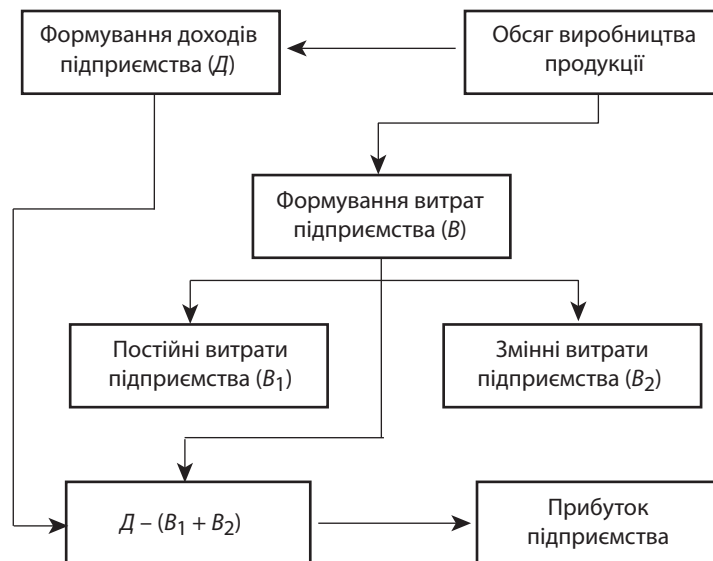 Формування доходів
підприємства (Д)
Обсяг виробництва
продукції
Формування витрат
підприємства (В)
Постійні витрати
підприємства (В1)
Змінні витрати
підприємства (В2)
Д – (В1 + В2)
Прибуток
підприємства